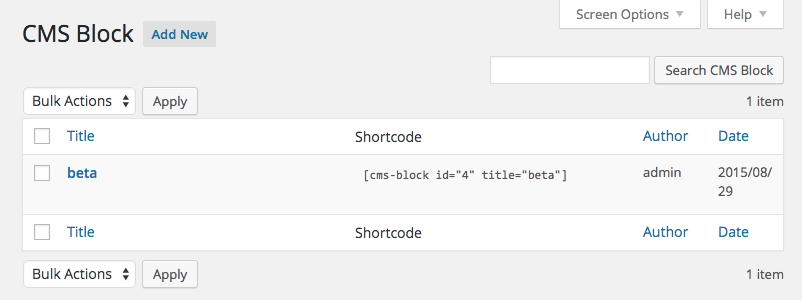 Screen Options Help
CMS Block Add New
Search CMS Block
Bulk Actions Apply 1 item
Title Shortcode Author Date
beta [cms-block id="4" title="beta"] admin 2015/08/
29
Title Shortcode Author Date
Bulk Actions Apply 1 item